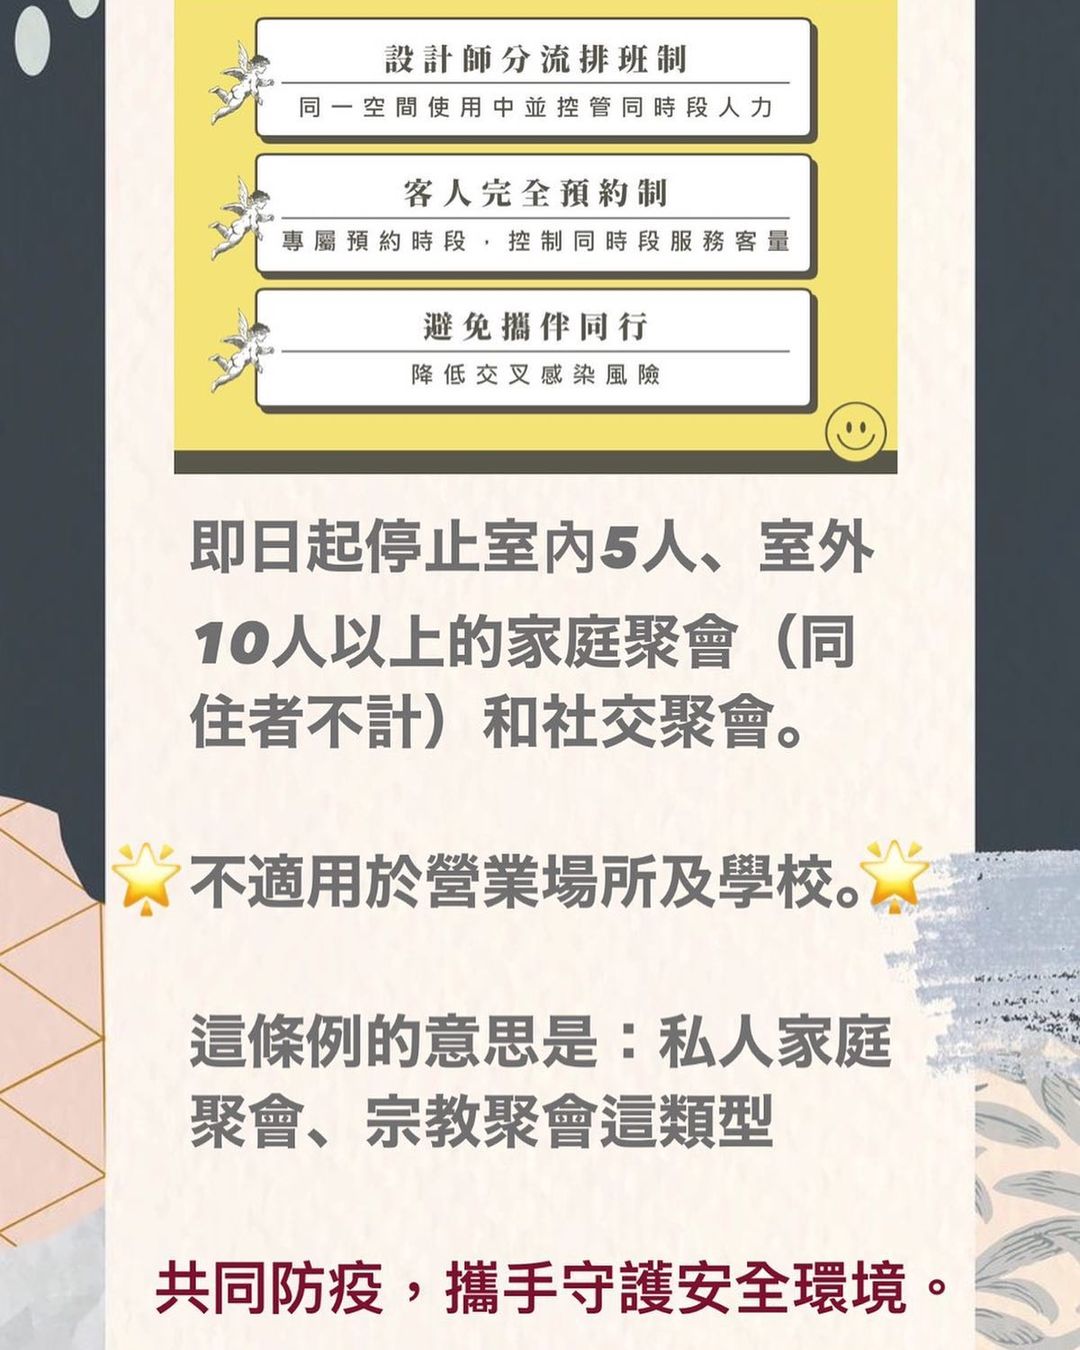 設計師分流排班制
同一空間使用中並控管同時段人力
客人完全預約制
專屬預約時段，控制同時段服務客量
避免攜伴同行
降低交叉感染風險
即日起停止室內5人、室外
10人以上的家庭聚會（同
住者不計）和社交聚會。
🌟不適用於營業場所及學校。🌟
這條例的意思是：私人家庭
聚會、宗教聚會這類型
共同防疫，攜手守護安全環境。